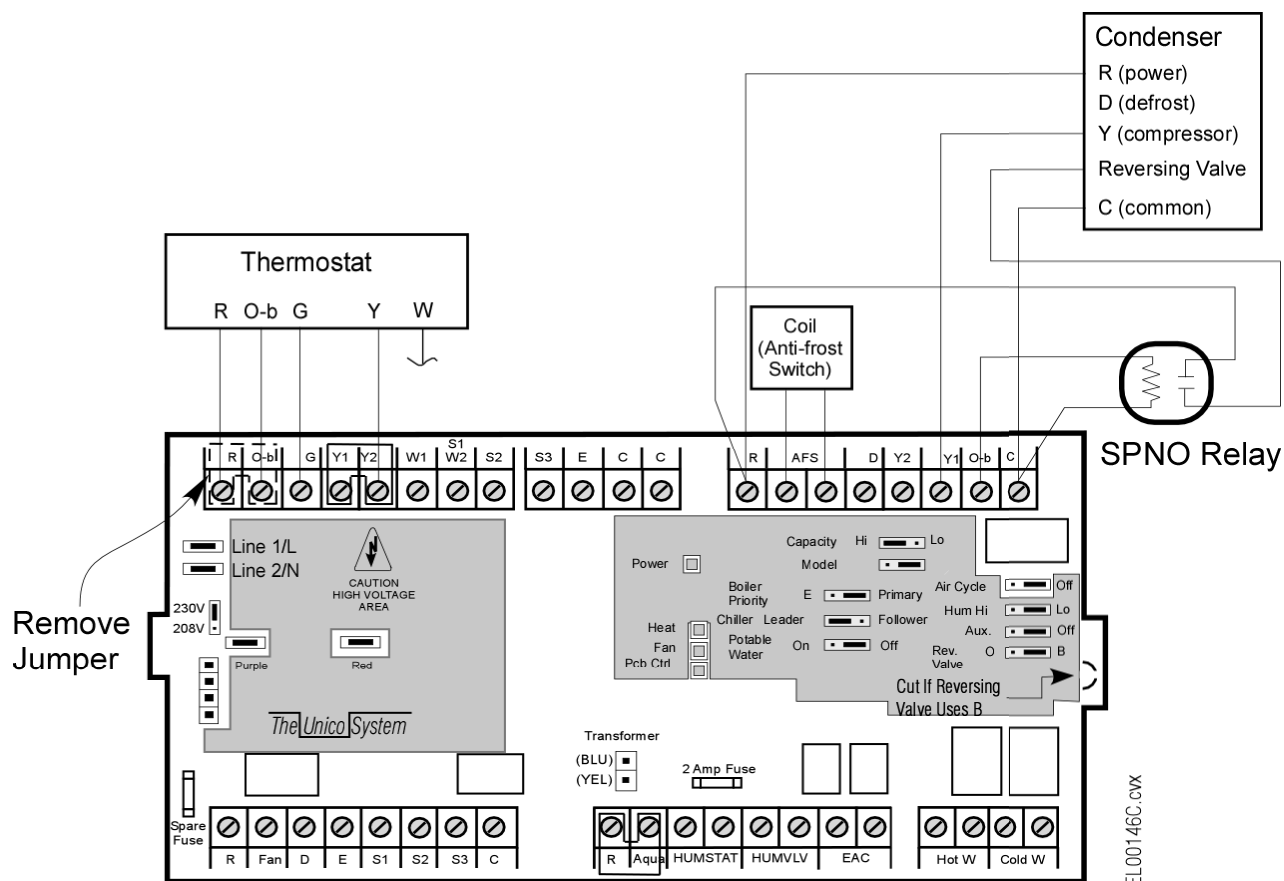 Condenser
R (power)
D (defrost)
Y (compressor)
Reversing Valve
C (common)
Thermostat
R O-b G Y W
Coil
(Anti-frost
Switch)
SPNO Relay
R O-b G Y1 Y2 W1 S1 W2 S2 S3 E C C R AFS D Y2 Y1 O-b C
Remove
Jumper
Line 1/L
Line 2/N
230V
208V
Purple
CAUTION
HIGH VOLTAGE
AREA
Red
The Unico System
Power
Heat
Fan
Pcb Ctrl
Capacity Hi Lo
Model
Boiler
Priority E Primary
Chiller Leader Follower
Potable
Water On Off
Air Cycle Off
Hum Hi Lo
Aux. Off
Rev.
Valve O B
Cut If Reversing
Valve Uses B
Transformer
(BLU)
(YEL)
2 Amp Fuse
Spare
Fuse
R Fan D E S1 S2 S3 C
R Aqua HUMSTAT HUMVLV EAC
Hot W Cold W
EL00146C.cvx